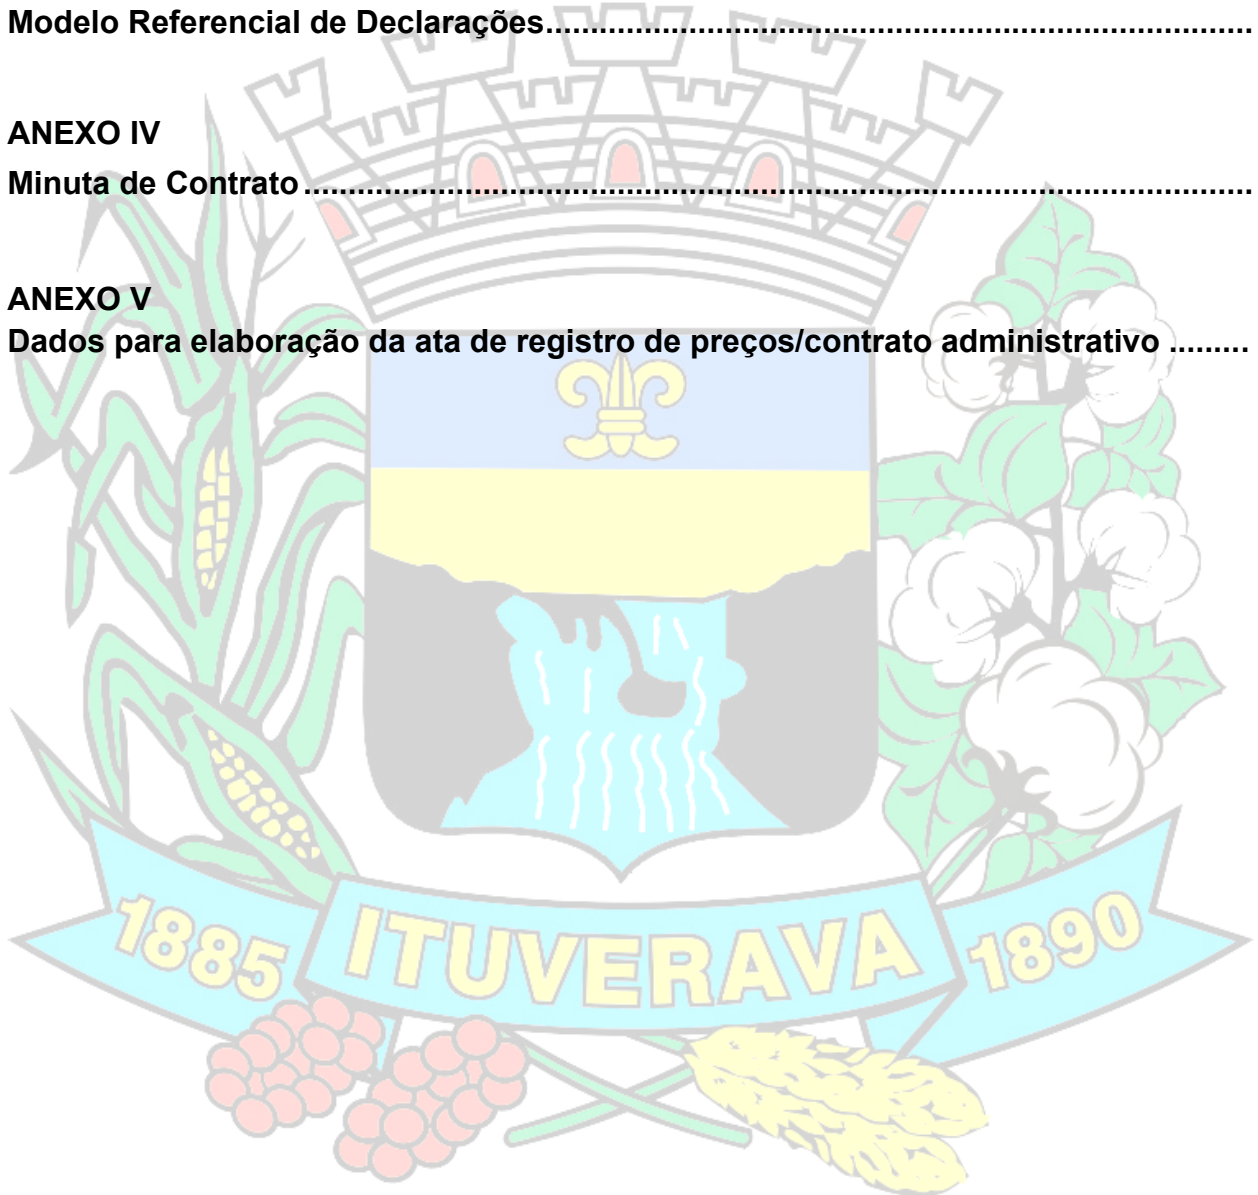 Modelo Referencial de Declarações................................................................................
ANEXO IV
Minuta de Contrato............................................................................................................
ANEXO V
Dados para elaboração da ata de registro de preços/contrato administrativo .........
1885 ITUVERAVA 1890